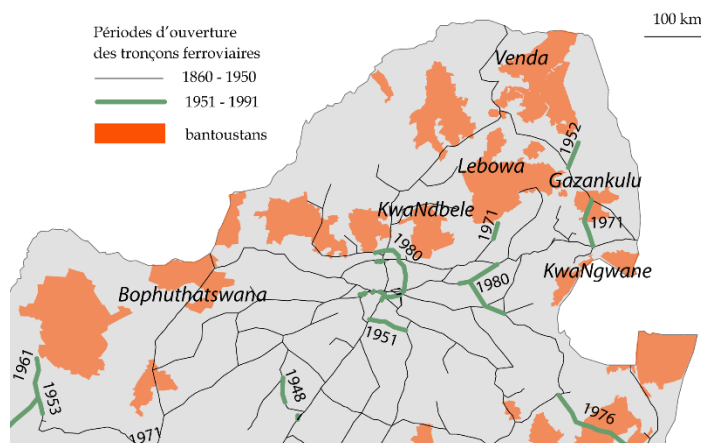 Périodes d'ouverture
des tronçons ferroviaires
1860 - 1950
1951 - 1991
bantoustans
100 km
Venda
1952
Lebowa
Gazankulu
KwaNdbele
1971
1971
1980
KwaNgwane
1980
Bophuthatswana
1951
1961
1953
1948
1976
1971